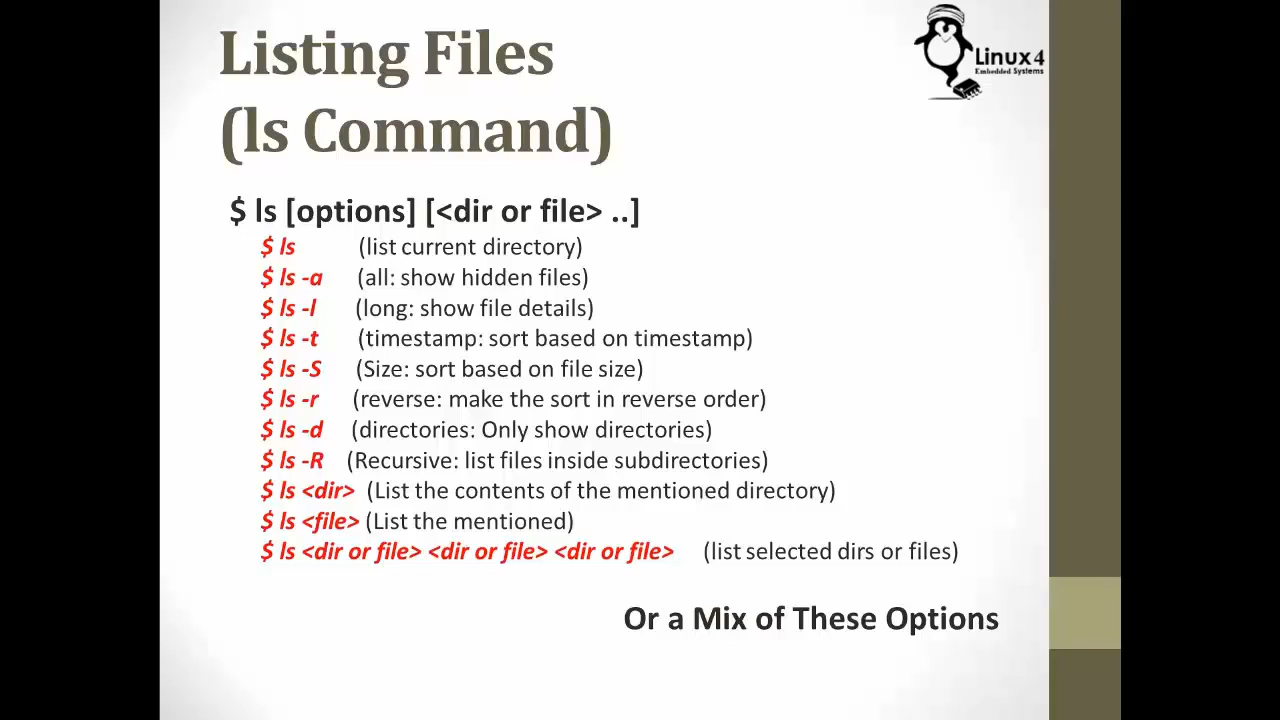 Listing Files
(ls Command)
Linux 4
Embedded Systems
$ ls [options] [<dir or file> ..]
$ ls (list current directory)
$ ls -a (all: show hidden files)
$ ls -l (long: show file details)
$ ls -t (timestamp: sort based on timestamp)
$ ls -S (Size: sort based on file size)
$ ls -r (reverse: make the sort in reverse order)
$ ls -d (directories: Only show directories)
$ ls -R (Recursive: list files inside subdirectories)
$ ls <dir> (List the contents of the mentioned directory)
$ ls <file> (List the mentioned)
$ ls <dir or file> <dir or file> <dir or file> (list selected dirs or files)
Or a Mix of These Options